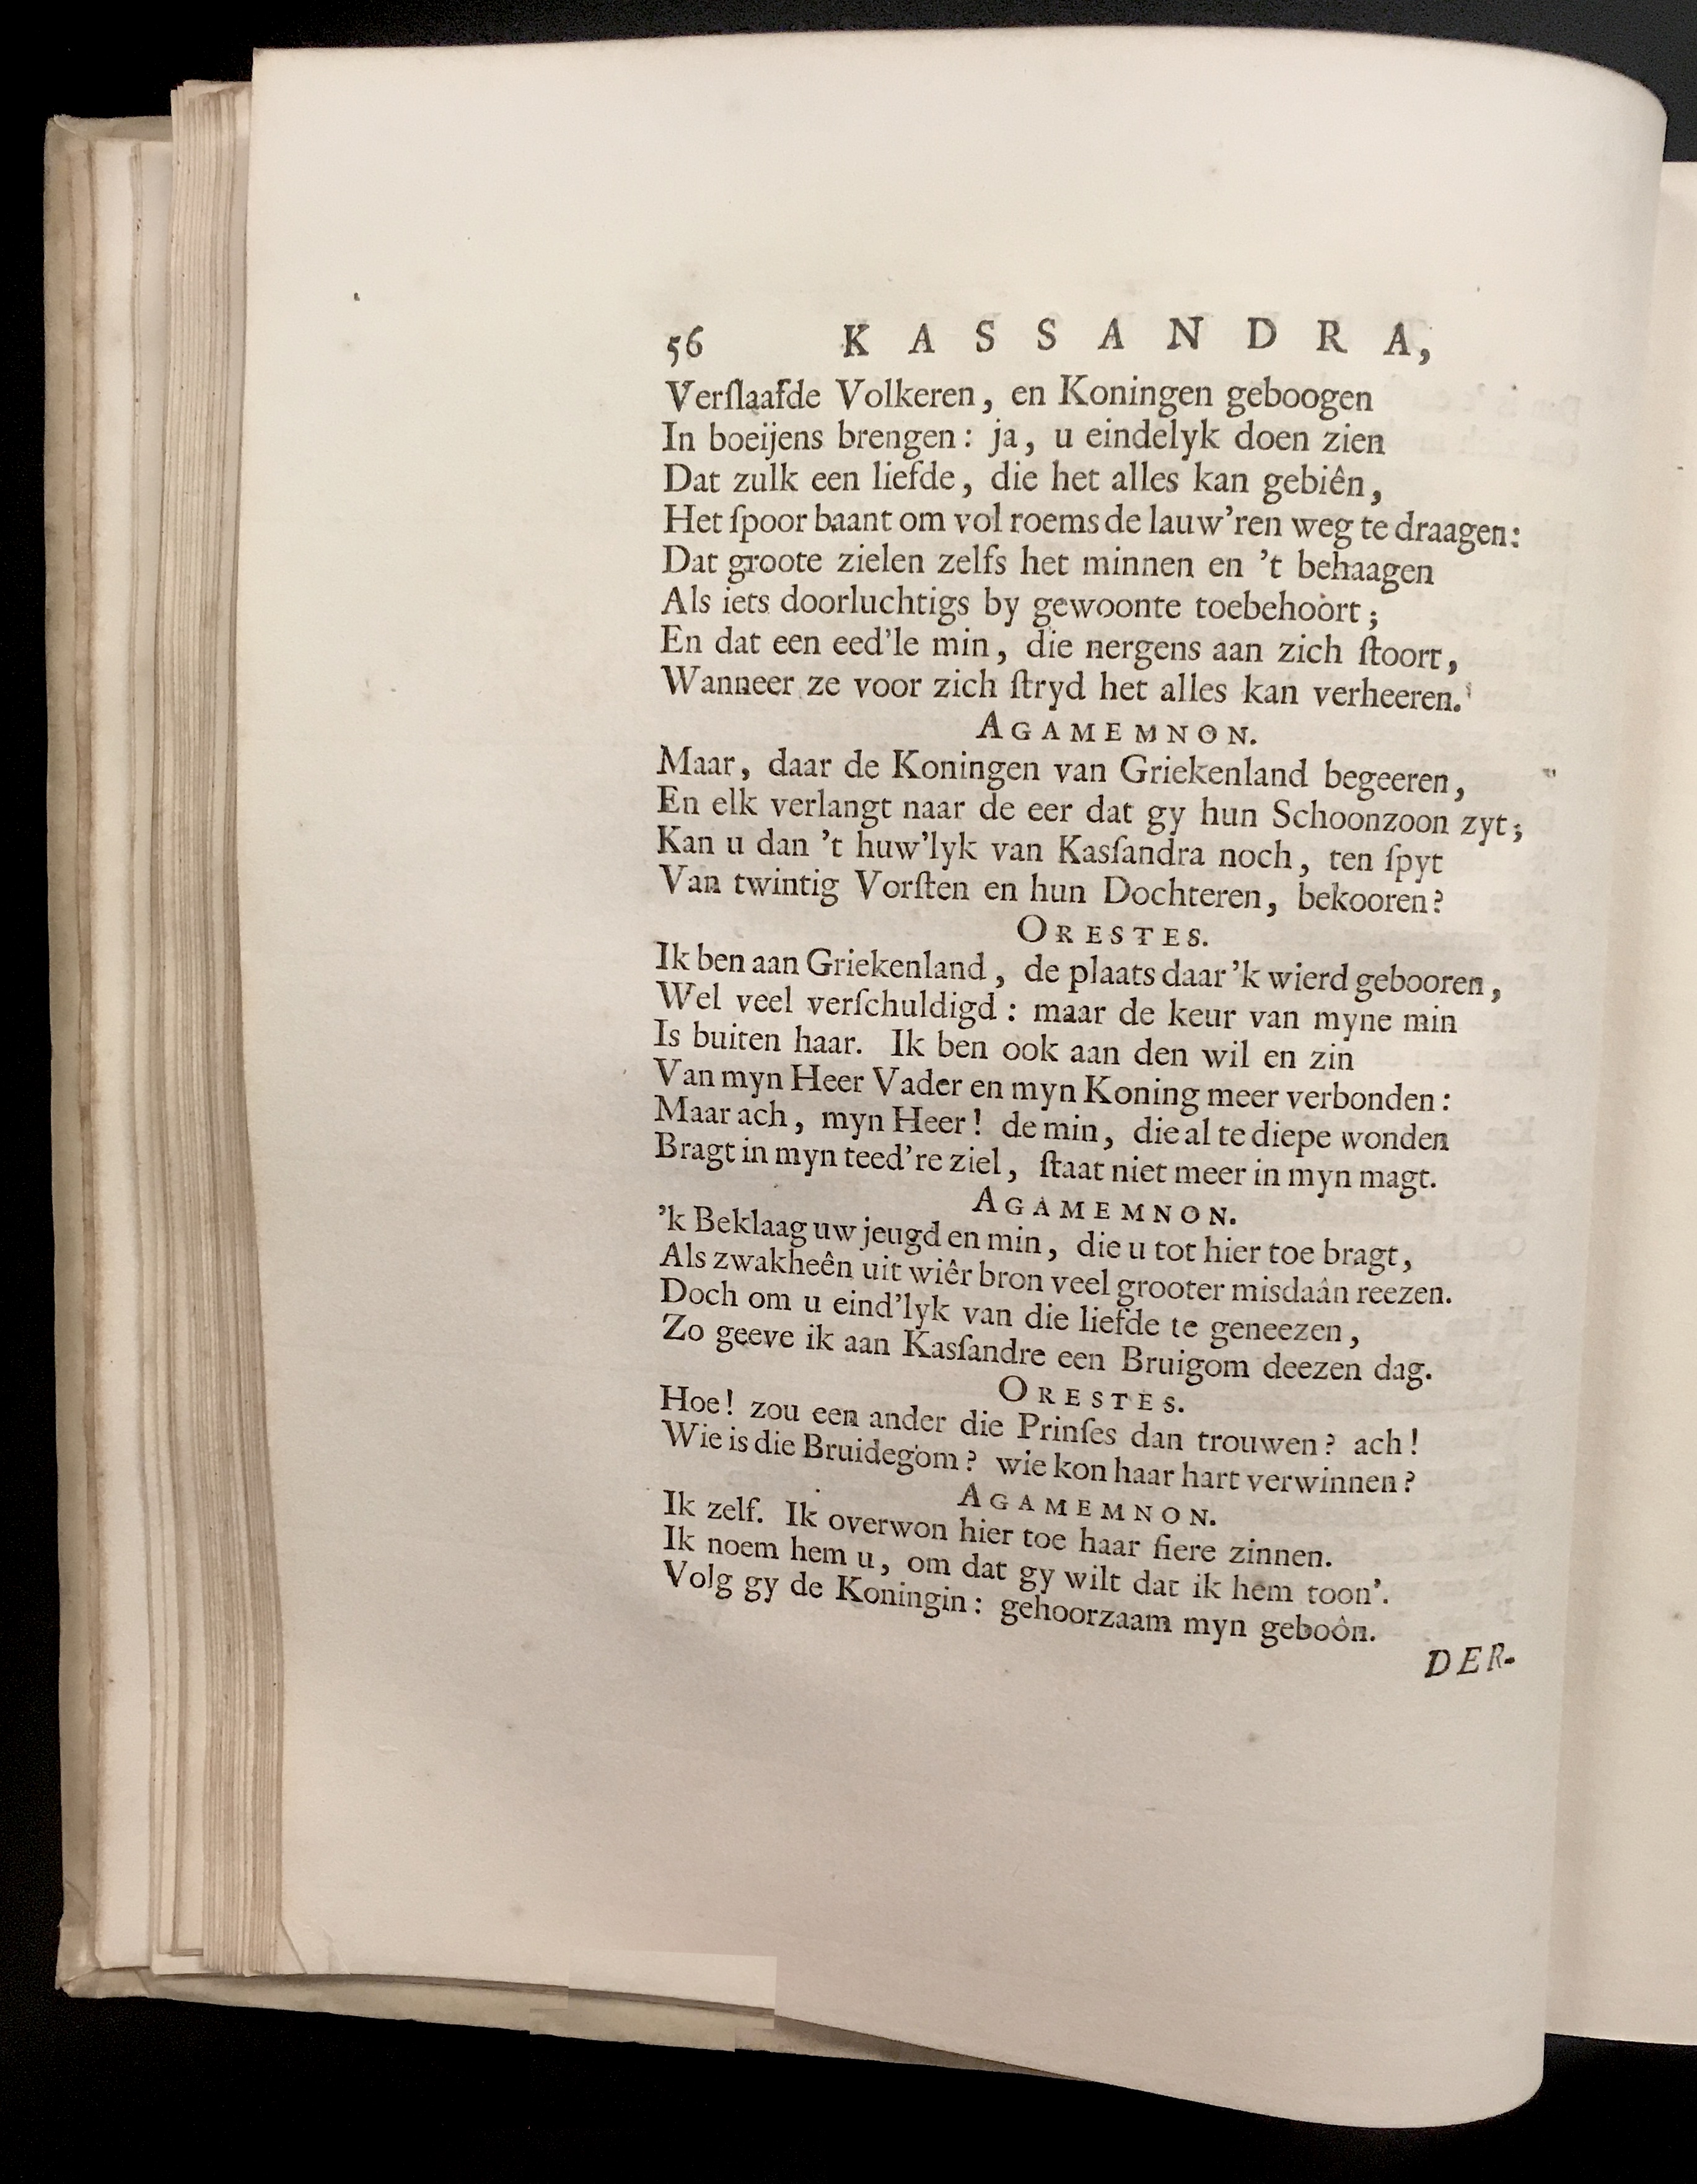 56 KASSANDRA,
Verſlaafde Volkeren, en Koningen geboogen
In boeijens brengen: ja, u eindelyk doen zien
Dat zulk een liefde, die het alles kan gebiên,
Het ſpoor baant om vol roems de lauw'ren weg te draagen:
Dat groote zielen zelfs het minnen en 't behaagen
Als iets doorluchtigs by gewoonte toebehoort;
En dat een eed'le min, die nergens aan zich ſtoort,
Wanneer ze voor zich ſtryd het alles kan verheeren.
AGAMEMNON.
Maar, daar de Koningen van Griekenland begeeren,
En elk verlangt naar de eer dat gy hun Schoonzoon zyt;
Kan u dan 't huw'lyk van Kasſandra noch, ten ſpyt
Van twintig Vorſten en hun Dochteren, bekooren?
ORESTES.
Ik ben aan Griekenland, de plaats daar 'k wierd gebooren,
Wel veel verſchuldigd: maar de keur van myne min
Is buiten haar. Ik ben ook aan den wil en zin
Van myn Heer Vader en myn Koning meer verbonden:
Maar ach, myn Heer! de min, die al te diepe wonden
Bragt in myn teed're ziel, ſtaat niet meer in myn magt.
AGAMEMNON.
'k Beklaag uw jeugd en min, die u tot hier toe bragt,
Als zwakheên uit wiêr bron veel grooter misdaân reezen.
Doch om u eind'lyk van die liefde te geneezen,
Zo geeve ik aan Kasſandre een Bruigom deezen dag.
ORESTES.
Hoe! zou een ander die Prinſes dan trouwen? ach!
Wie is die Bruidegom? wie kon haar hart verwinnen?
AGAMEMNON.
Ik zelf. Ik overwon hier toe haar fiere zinnen.
Ik noem hem u, om dat gy wilt dat ik hem toon'.
Volg gy de Koningin: gehoorzaam myn geboôn.
DER-